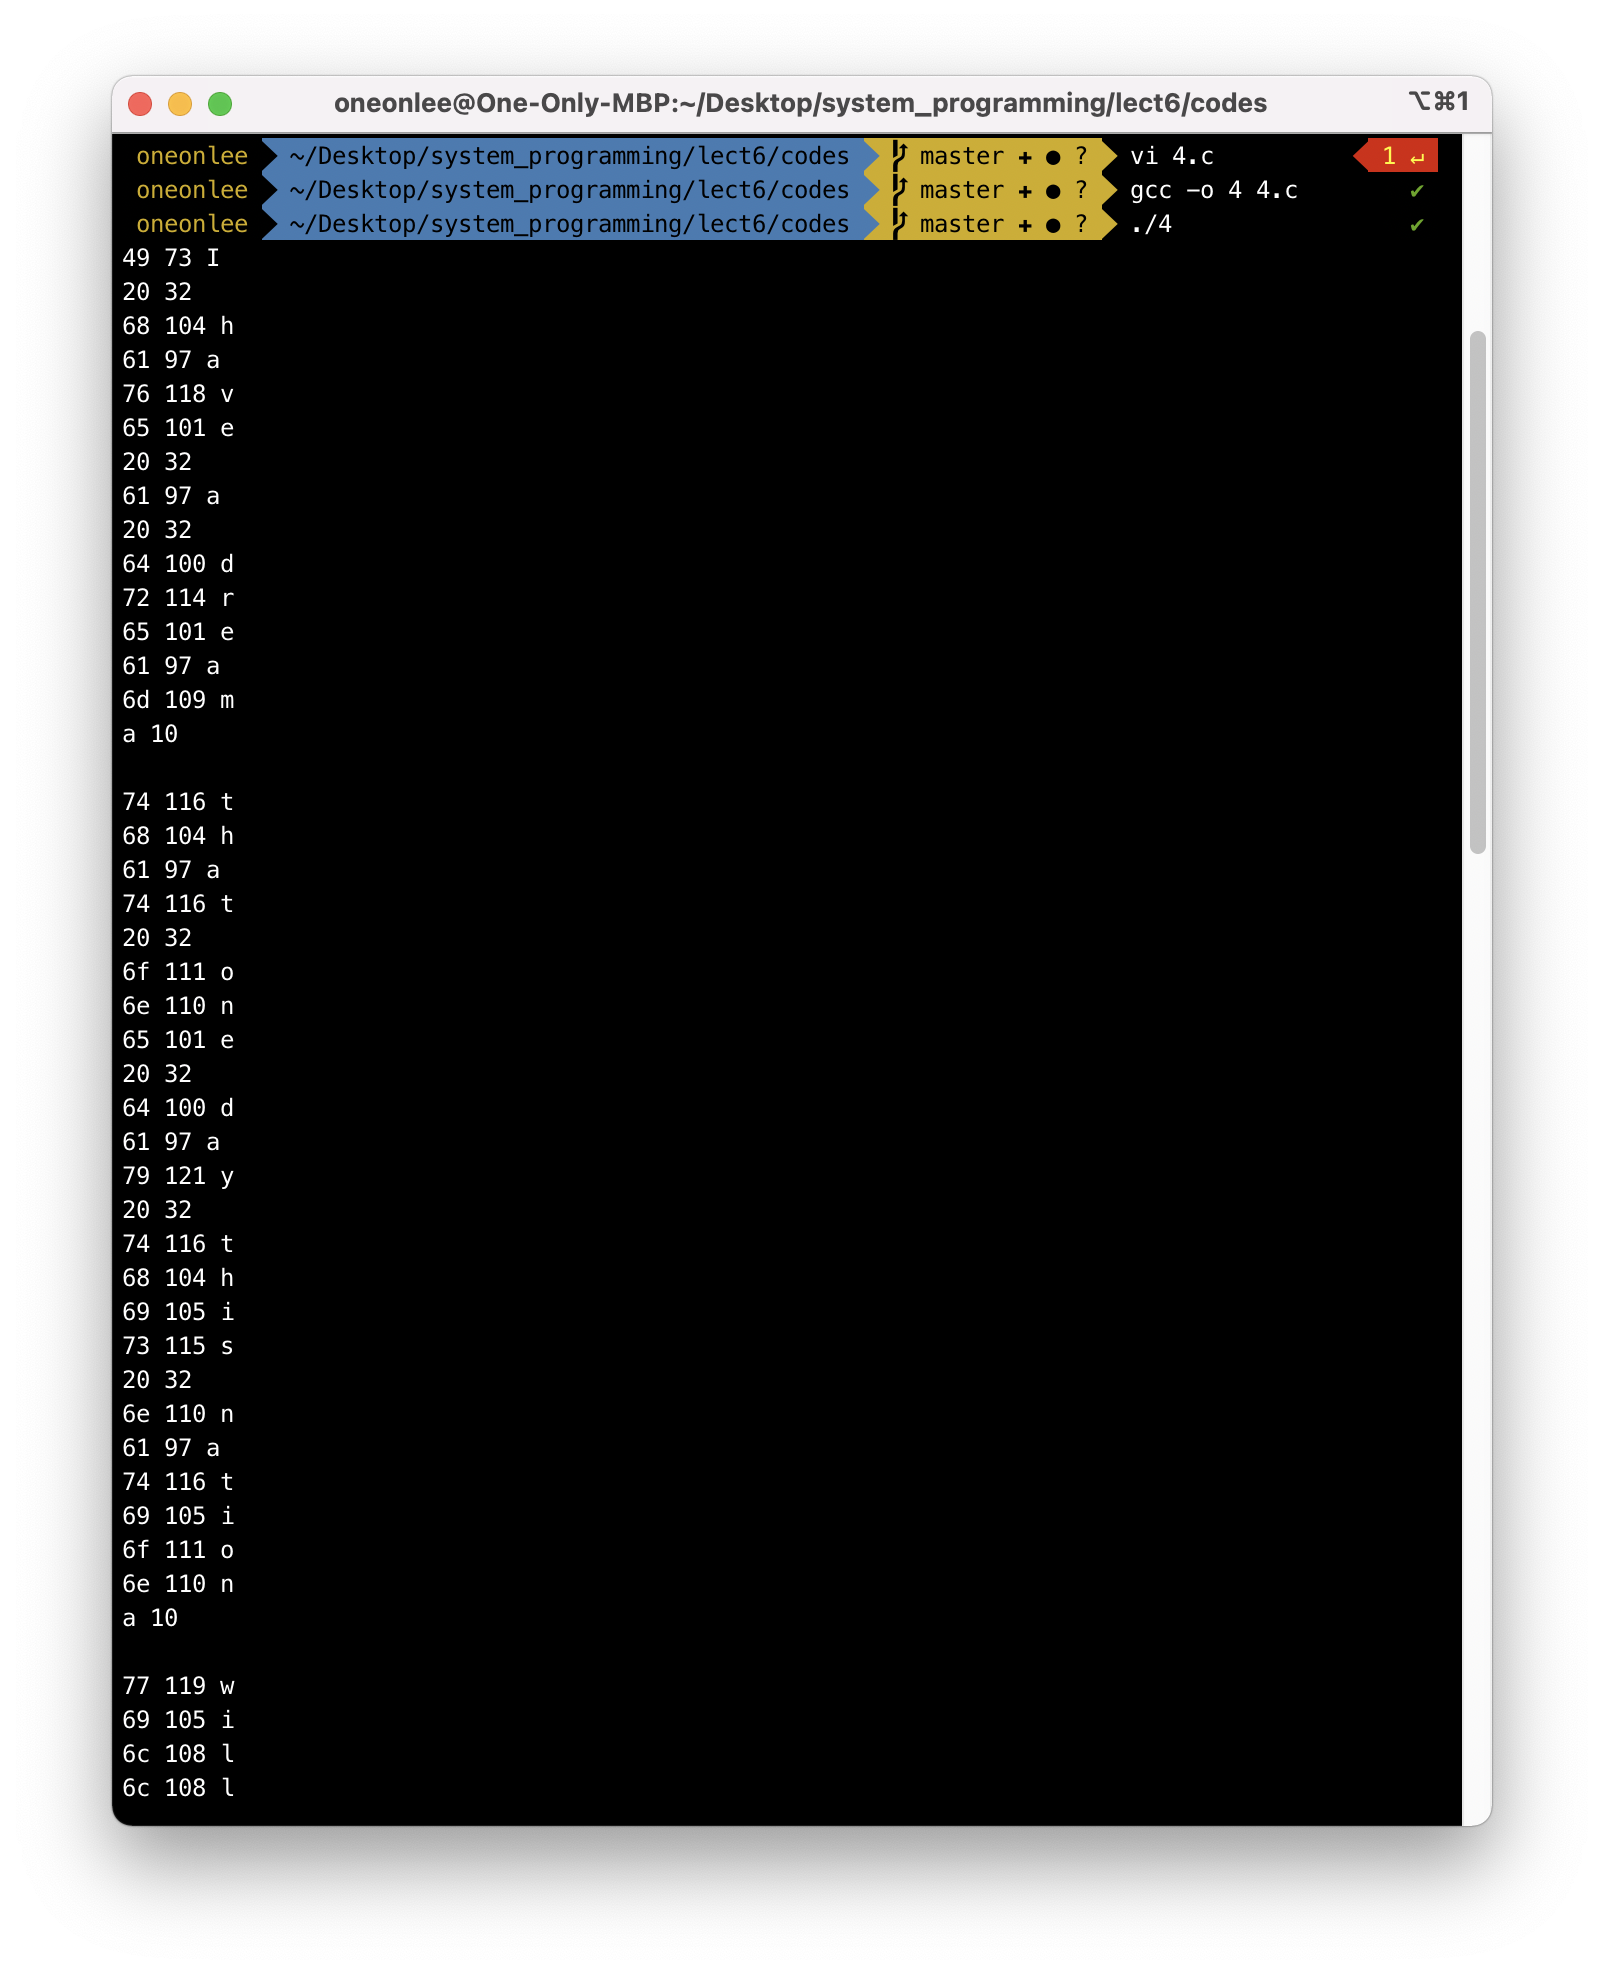 oneonlee@One-Only-MBP:~/Desktop/system_programming/lect6/codes ⌥⌘1
oneonlee ~/Desktop/system_programming/lect6/codes master ✚ ● ? vi 4.c 1 ↵
oneonlee ~/Desktop/system_programming/lect6/codes master ✚ ● ? gcc -o 4 4.c ✔
oneonlee ~/Desktop/system_programming/lect6/codes master ✚ ● ? ./4 ✔
49 73 I
20 32
68 104 h
61 97 a
76 118 v
65 101 e
20 32
61 97 a
20 32
64 100 d
72 114 r
65 101 e
61 97 a
6d 109 m
a 10

74 116 t
68 104 h
61 97 a
74 116 t
20 32
6f 111 o
6e 110 n
65 101 e
20 32
64 100 d
61 97 a
79 121 y
20 32
74 116 t
68 104 h
69 105 i
73 115 s
20 32
6e 110 n
61 97 a
74 116 t
69 105 i
6f 111 o
6e 110 n
a 10

77 119 w
69 105 i
6c 108 l
6c 108 l